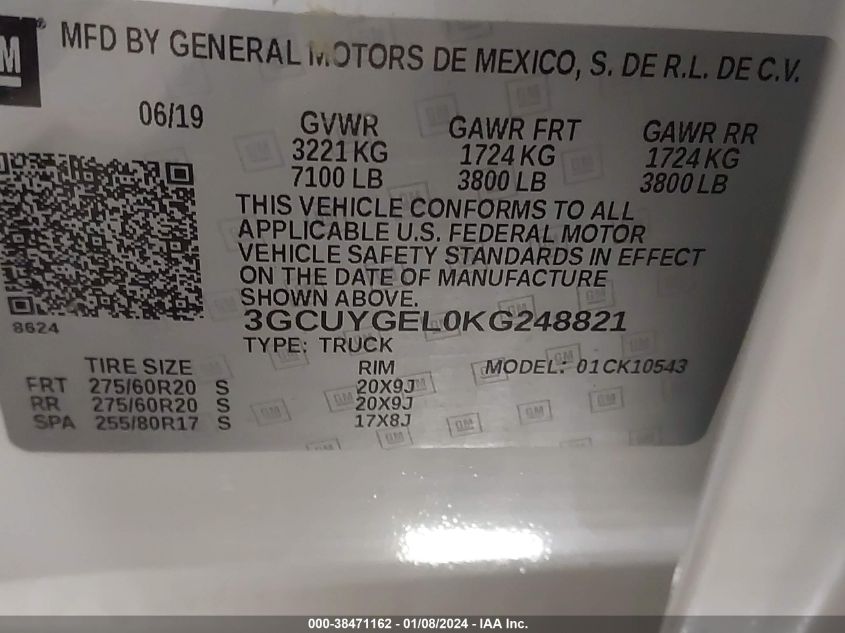 GM ®
MFD BY GENERAL MOTORS DE MEXICO, S. DE R.L. DE C.V.
06/19
GVWR GAWR FRT GAWR RR
3221 KG 1724 KG 1724 KG
7100 LB 3800 LB 3800 LB
THIS VEHICLE CONFORMS TO ALL
APPLICABLE U.S. FEDERAL MOTOR
VEHICLE SAFETY STANDARDS IN EFFECT
ON THE DATE OF MANUFACTURE
SHOWN ABOVE.
8624
3GCUYGEL0KG248821
TYPE: TRUCK
TIRE SIZE RIM MODEL: 01CK10543
FRT 275/60R20 S 20X9J
RR 275/60R20 S 20X9J
SPA 255/80R17 S 17X8J
000-38471162 - 01/08/2024 - IAA Inc.